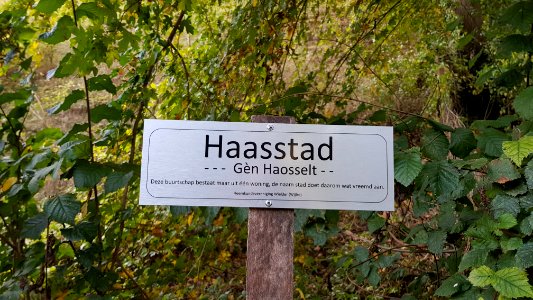 Haasstad
--- Gèn Haosselt---
Deze buurtschap bestaat maar uit één woning, de naam stad doet daarom wat vreemd aan.